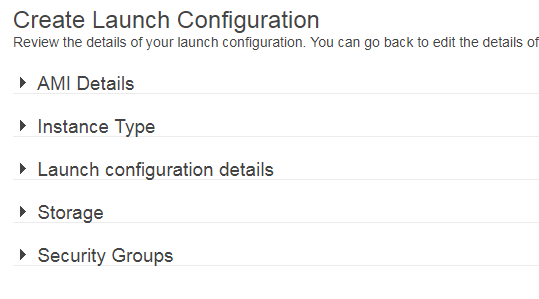 Create Launch Configuration
Review the details of your launch configuration. You can go back to edit the details of
AMI Details
Instance Type
Launch configuration details
Storage
Security Groups